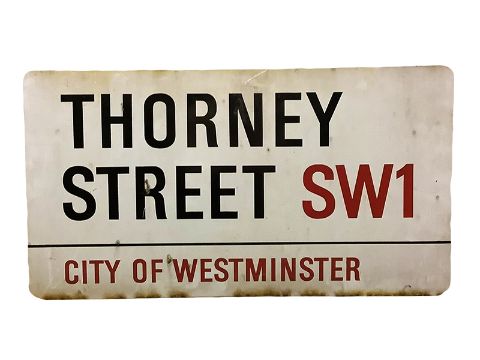 THORNEY
STREET SW1
CITY OF WESTMINSTER